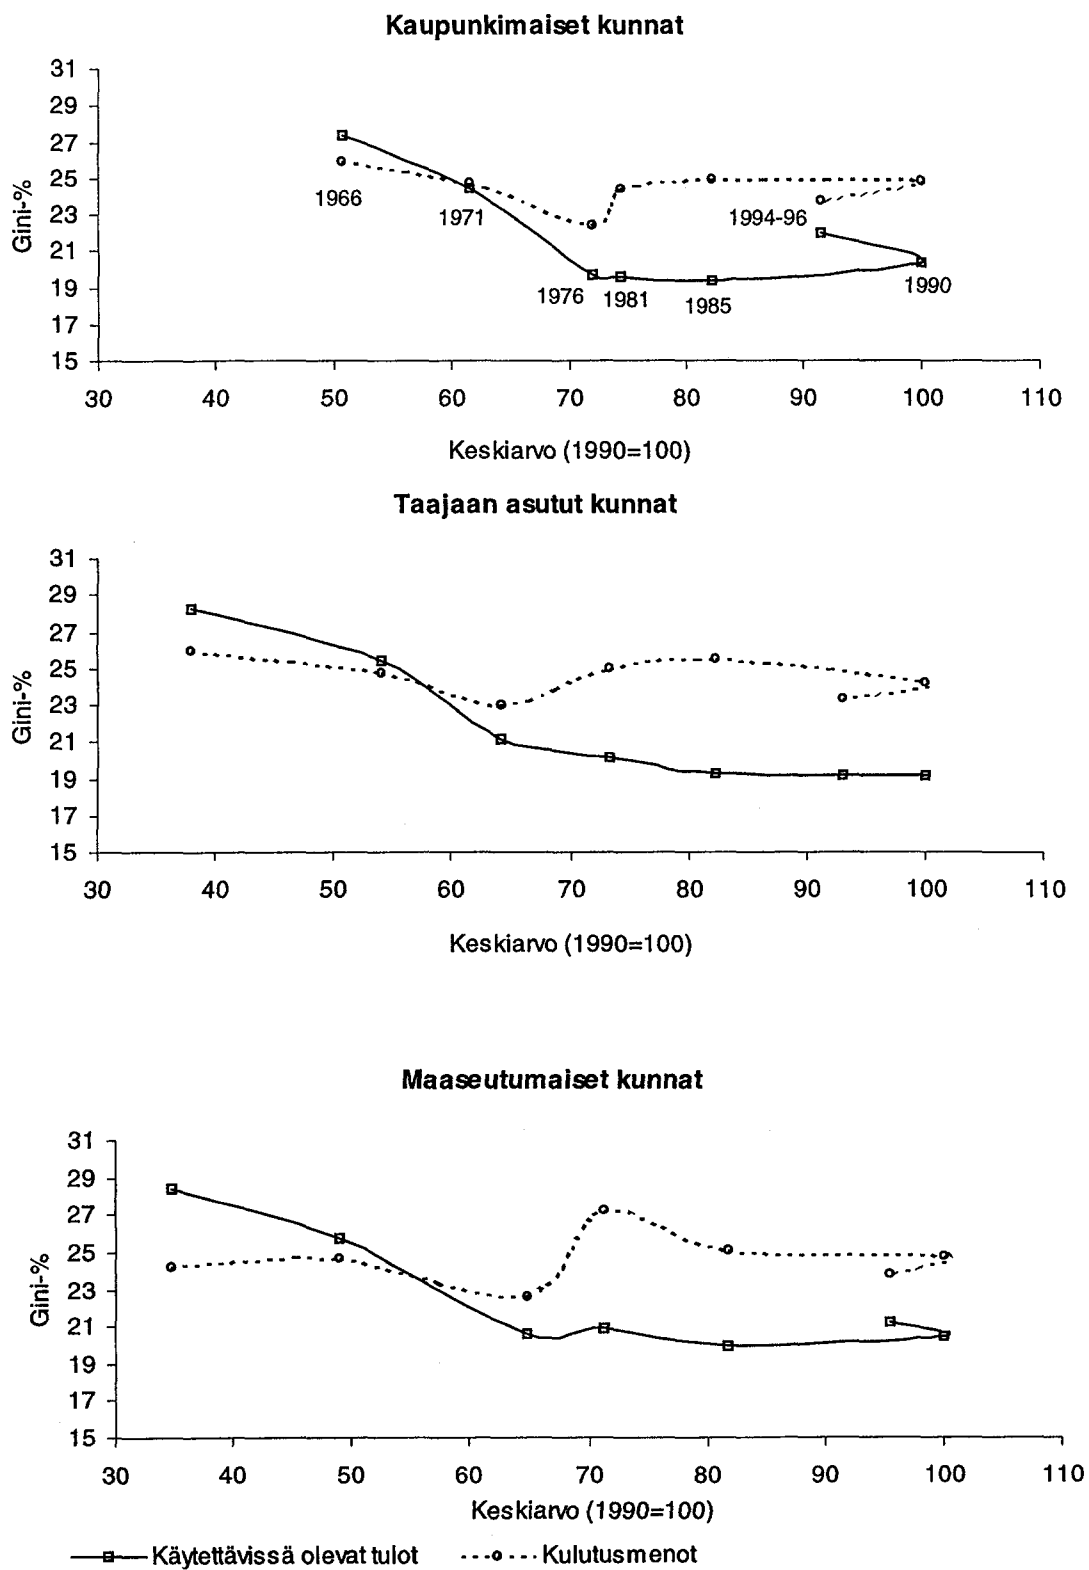 Kaupunkimaiset kunnat
31
29
27
25
23
21
19
17
15
Gini-%
1966
1971
1976
1981
1985
1994-96
1990
30 40 50 60 70 80 90 100 110
Keskiarvo (1990=100)
Taajaan asutut kunnat
31
29
27
25
23
21
19
17
15
Gini-%
30 40 50 60 70 80 90 100 110
Keskiarvo (1990=100)
Maaseutumaiset kunnat
31
29
27
25
23
21
19
17
15
Gini-%
30 40 50 60 70 80 90 100 110
Keskiarvo (1990=100)
Käytettävissä olevat tulot Kulutusmenot